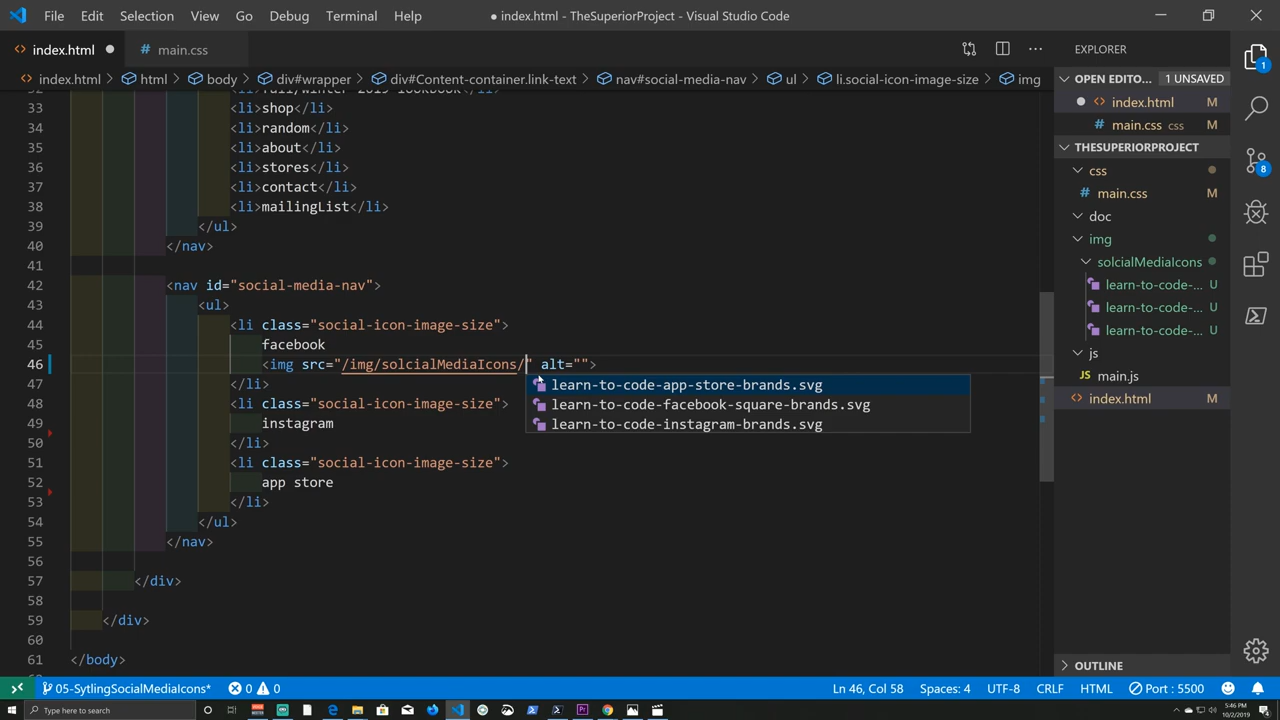 File Edit Selection View Go Debug Terminal Help
● index.html - TheSuperiorProject - Visual Studio Code
index.html
main.css
EXPLORER
index.html > html > body > div#wrapper > div#Content-container.link-text > nav#social-media-nav > ul > li.social-icon-image-size > img
OPEN EDITO... 1 UNSAVED
index.html M
main.css css M
THESUPERIORPROJECT
css
main.css M
doc
img
solcialMediaIcons
learn-to-code-... U
learn-to-code-... U
learn-to-code-... U
js
main.js
index.html M
OUTLINE
1
8
33 <li>shop</li>
34 <li>random</li>
35 <li>about</li>
36 <li>stores</li>
37 <li>contact</li>
38 <li>mailingList</li>
39 </ul>
40 </nav>
41
42 <nav id="social-media-nav">
43 <ul>
44 <li class="social-icon-image-size">
45 facebook
46 <img src="/img/solcialMediaIcons/" alt="">
learn-to-code-app-store-brands.svg
learn-to-code-facebook-square-brands.svg
learn-to-code-instagram-brands.svg
47 </li>
48 <li class="social-icon-image-size">
49 instagram
50 </li>
51 <li class="social-icon-image-size">
52 app store
53 </li>
54 </ul>
55 </nav>
56
57 </div>
58
59 </div>
60
61 </body>
05-SytlingSocialMediaIcons* 0 0 Ln 46, Col 58 Spaces: 4 UTF-8 CRLF HTML Port : 5500
Type here to search
5:46 PM
10/2/2019